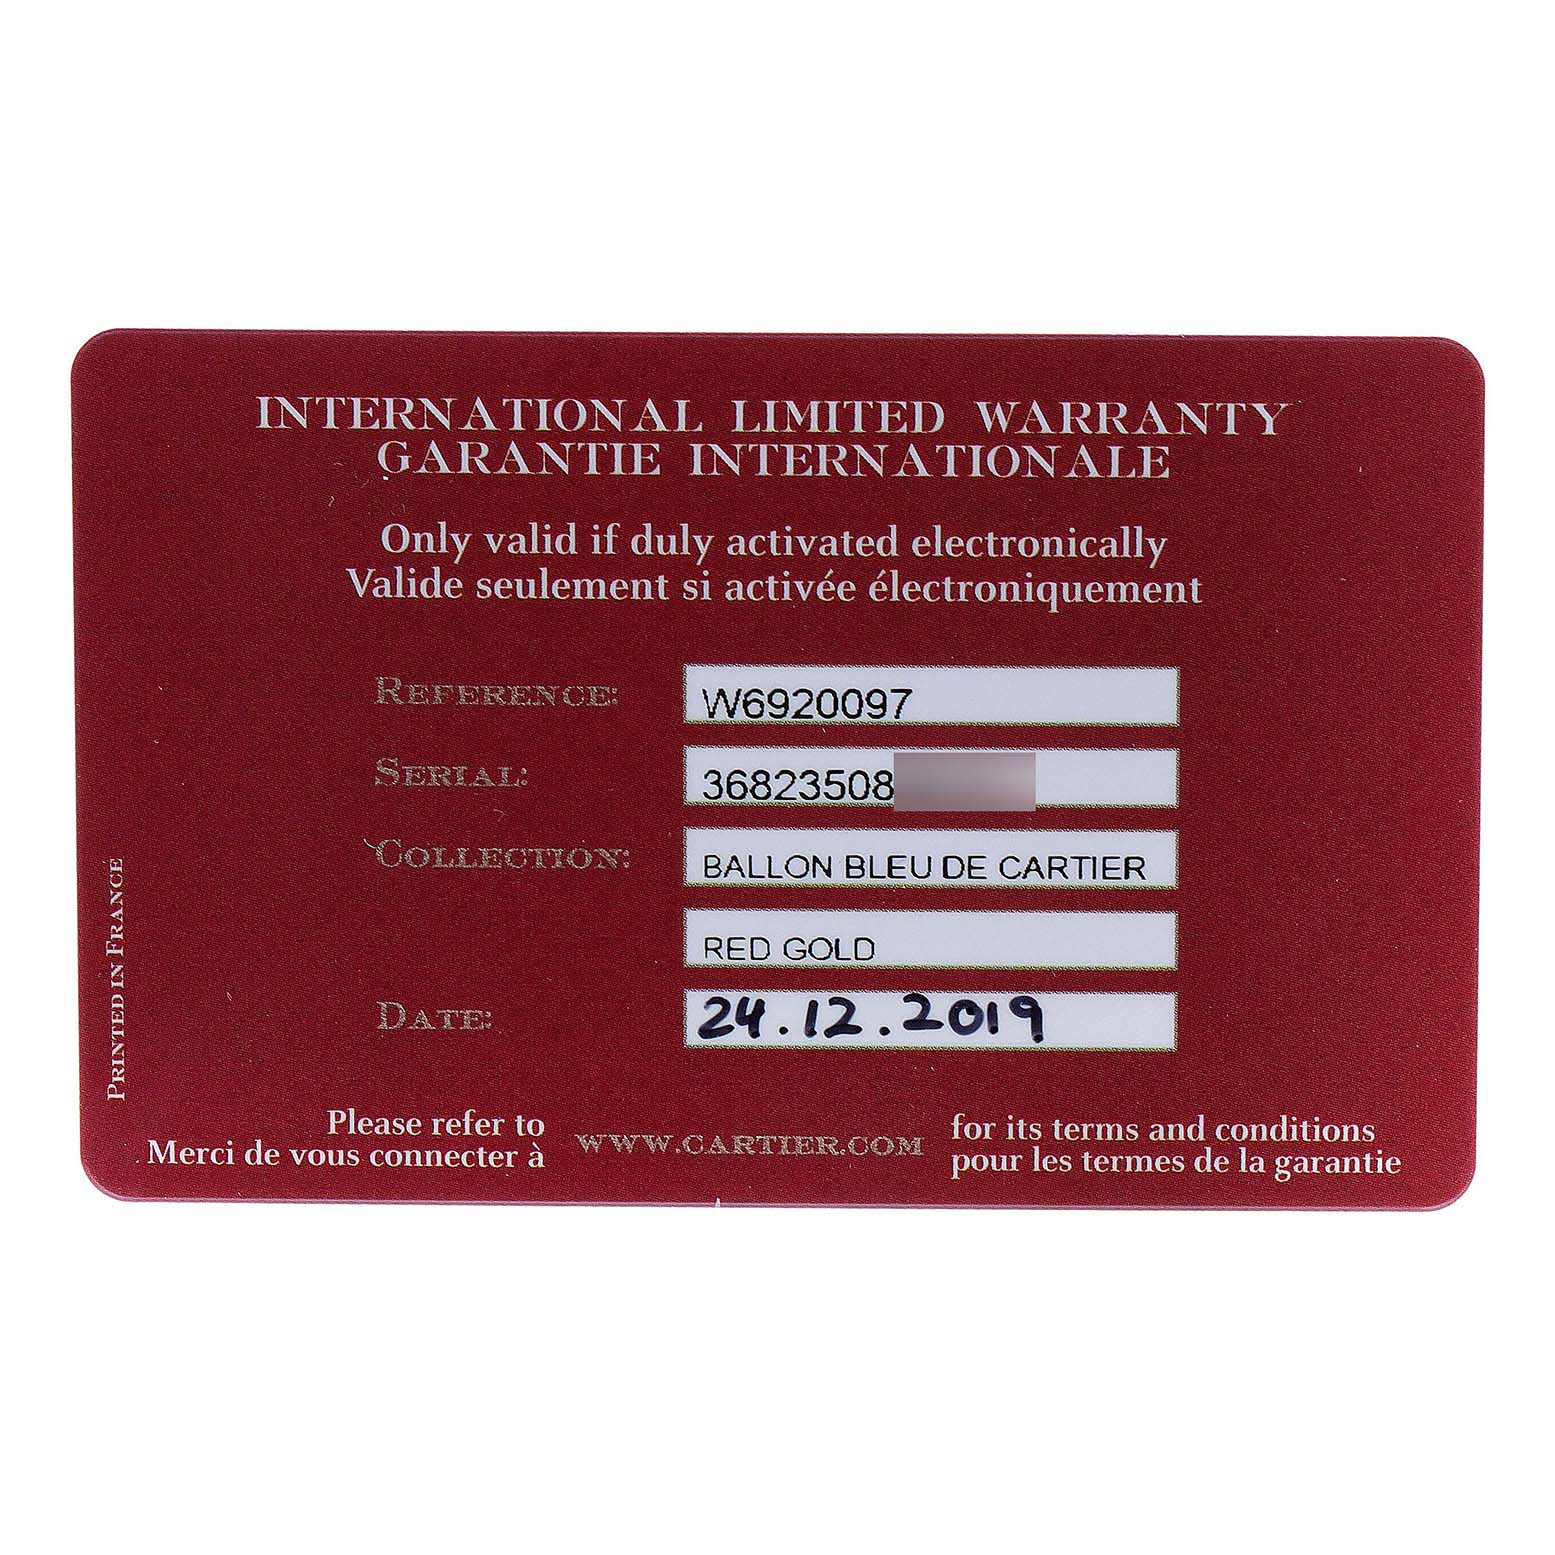 INTERNATIONAL LIMITED WARRANTY
GARANTIE INTERNATIONALE
Only valid if duly activated electronically
Valide seulement si activée électroniquement
REFERENCE: W6920097
SERIAL: 36823508
COLLECTION: BALLON BLEU DE CARTIER
RED GOLD
DATE: 24.12.2019
PRINTED IN FRANCE
Please refer to
Merci de vous connecter à
WWW.CARTIER.COM
for its terms and conditions
pour les termes de la garantie